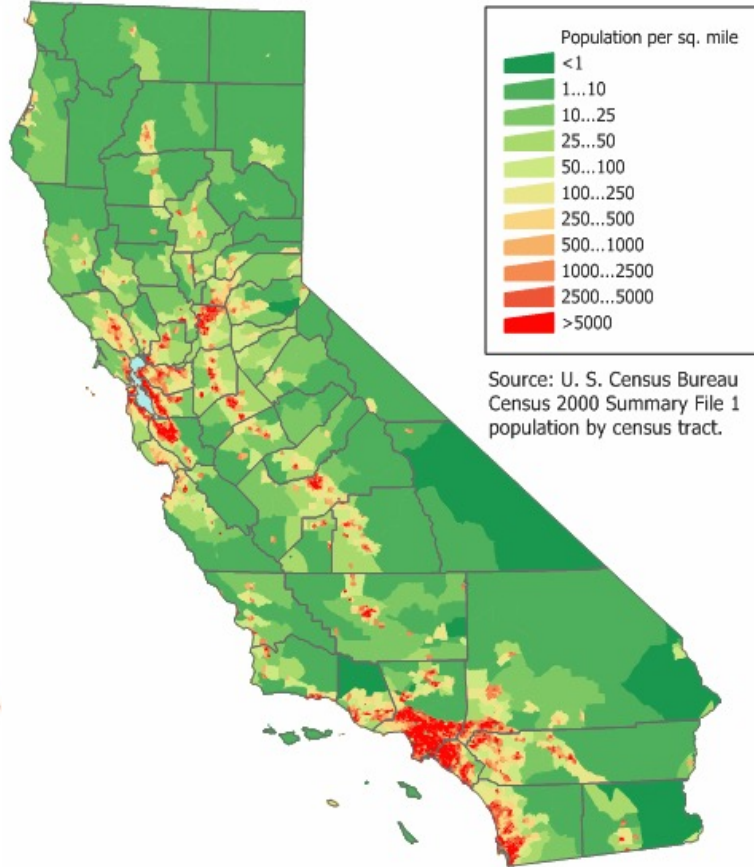 Population per sq. mile
<1
1...10
10...25
25...50
50...100
100...250
250...500
500...1000
1000...2500
2500...5000
>5000
Source: U. S. Census Bureau
Census 2000 Summary File 1
population by census tract.